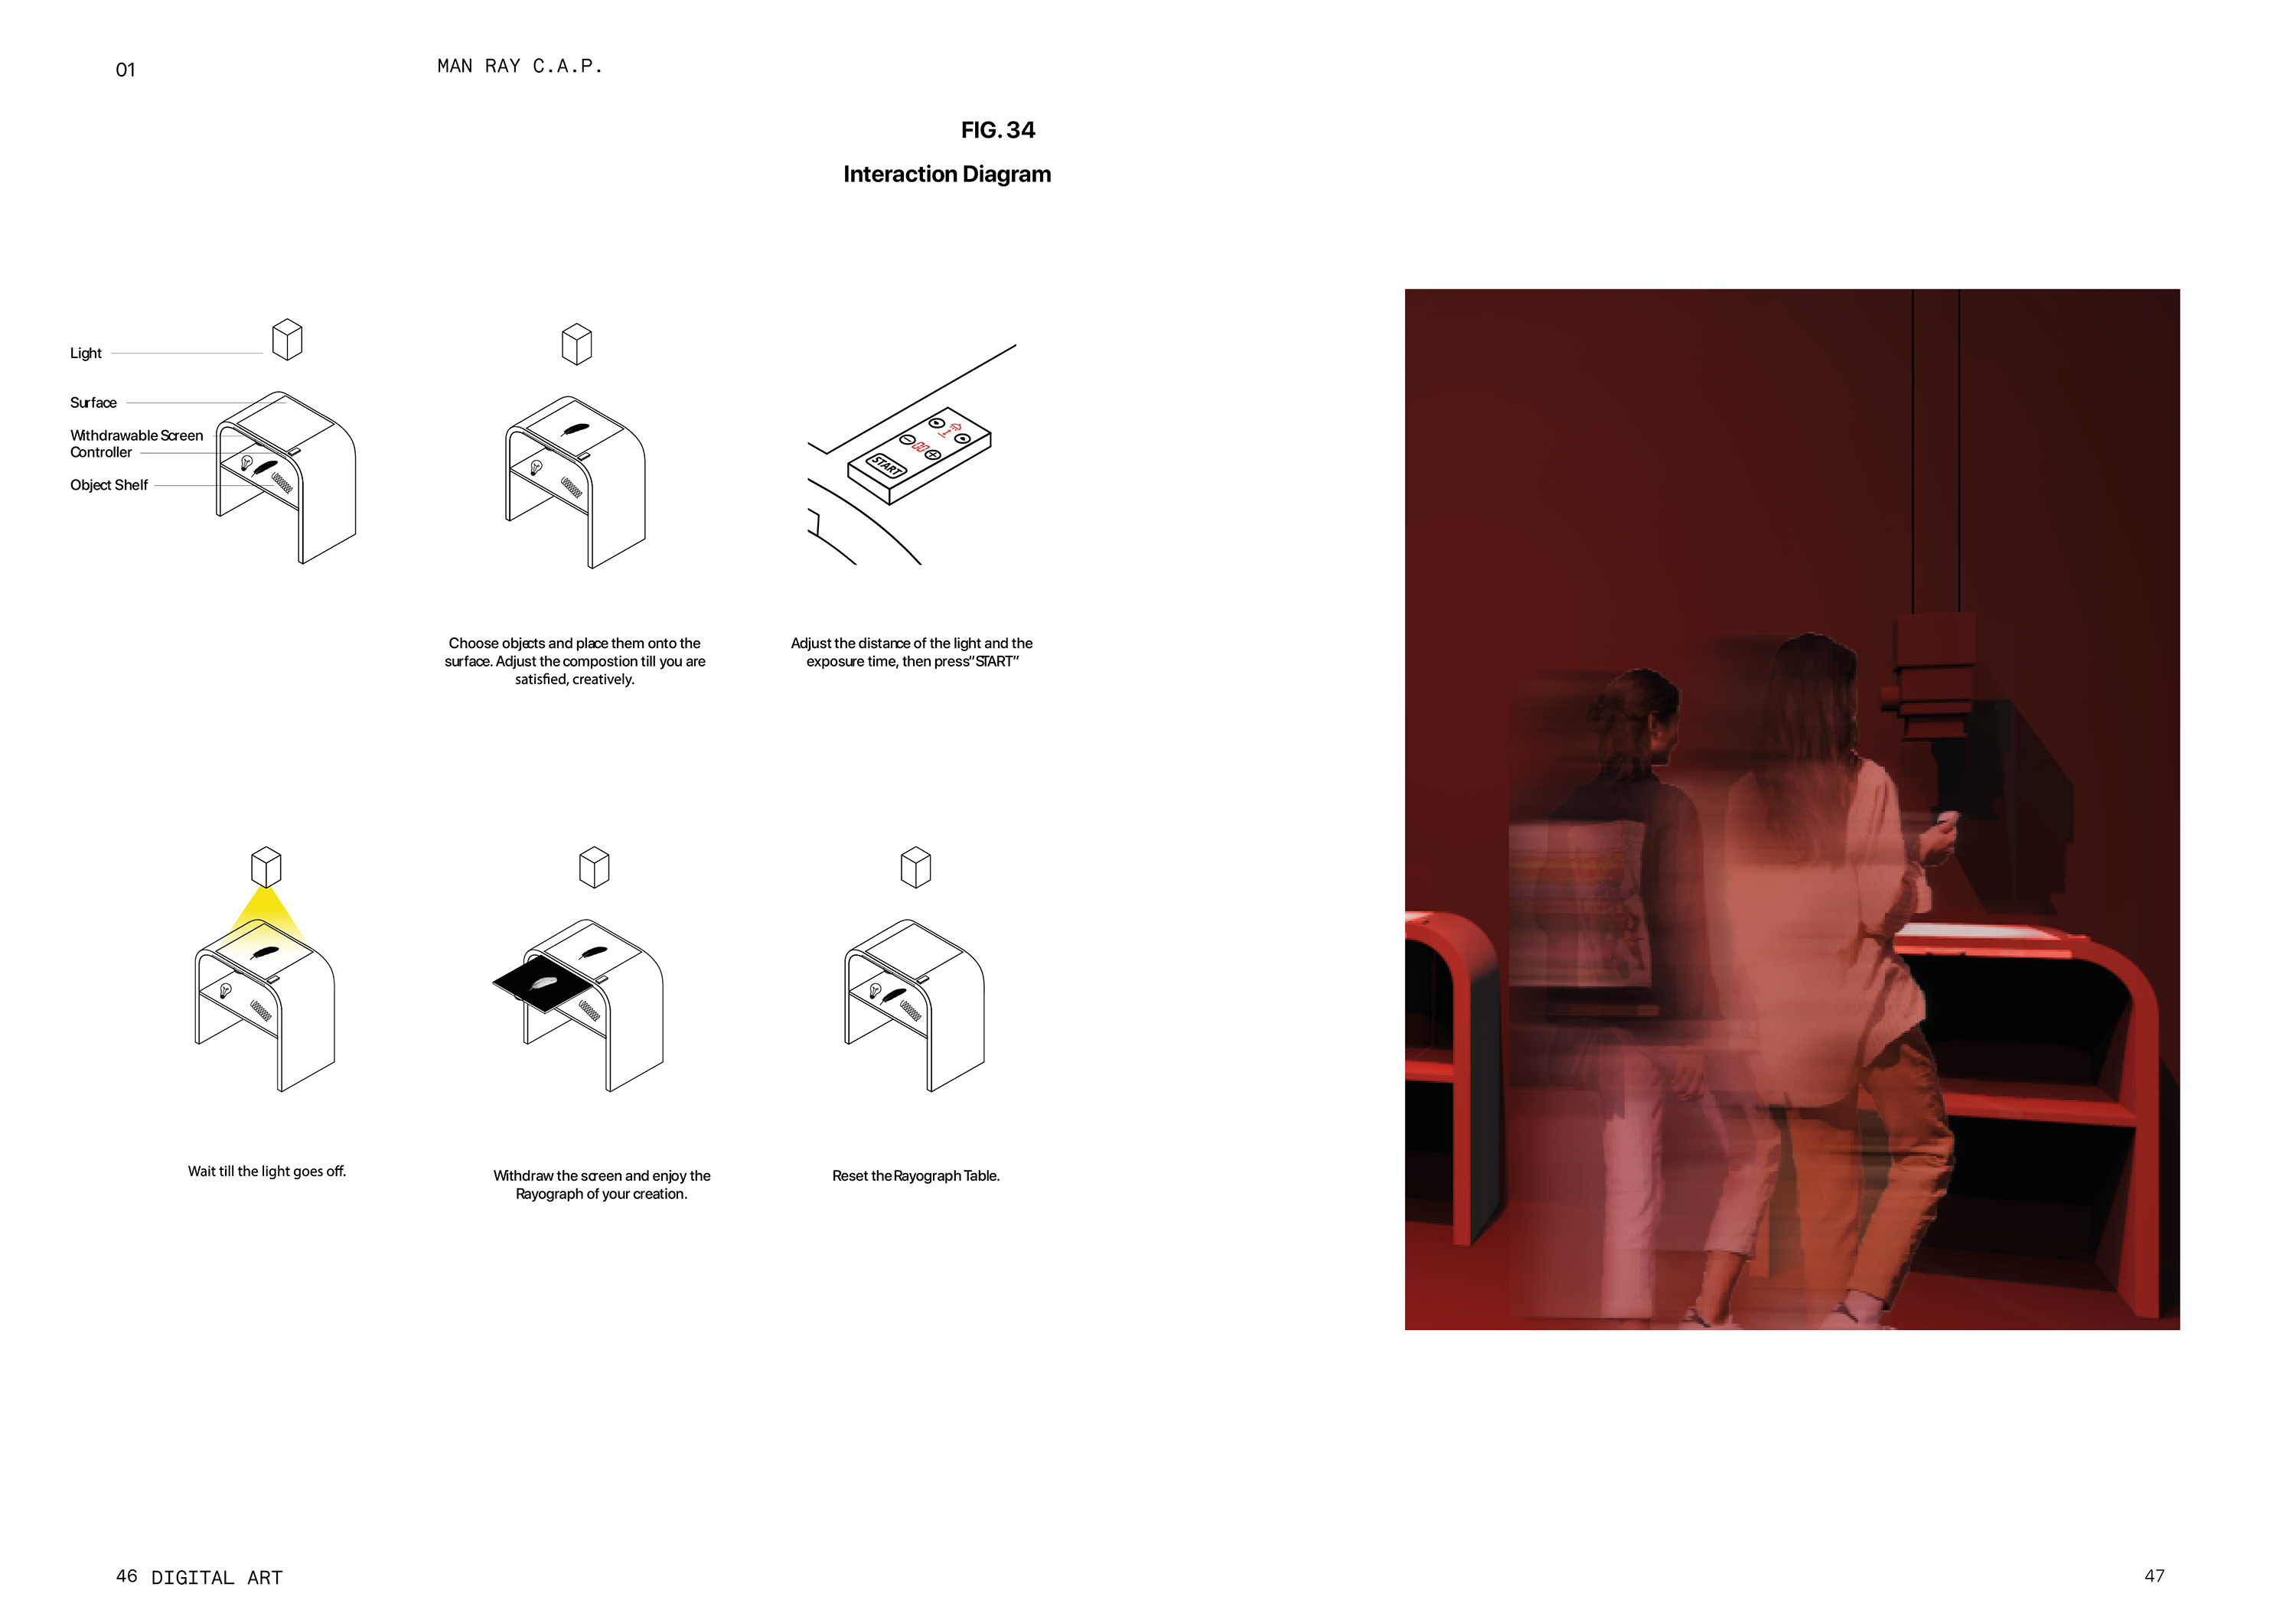 01
MAN RAY C.A.P.
FIG. 34
Interaction Diagram
Light
Surface
Withdrawable Screen
Controller
Object Shelf
START
00
Choose objects and place them onto the
surface. Adjust the compostion till you are
satisfied, creatively.
Adjust the distance of the light and the
exposure time, then press"START"
Wait till the light goes off.
Withdraw the screen and enjoy the
Rayograph of your creation.
Reset the Rayograph Table.
46 DIGITAL ART
47